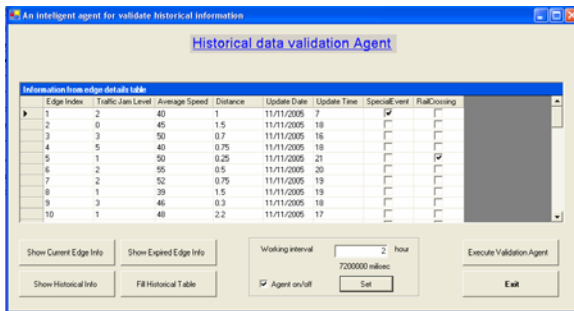 An inteligent agent for validate historical information
Historical data validation Agent
Information from edge details table
Edge Index Traffic Jam Level Average Speed Distance Update Date Update Time SpecialEvent RailCrossing
1 2 40 1 11/11/2005 7
2 0 45 1.5 11/11/2005 18
3 3 50 0.7 11/11/2005 16
4 5 40 0.75 11/11/2005 18
5 1 50 0.25 11/11/2005 21
6 2 55 0.5 11/11/2005 20
7 2 52 0.75 11/11/2005 19
8 1 39 1.5 11/11/2005 19
9 3 46 0.3 11/11/2005 18
10 1 48 2.2 11/11/2005 17
Show Current Edge Info Show Expired Edge Info Working interval 2 hour Execute Validation Agent
7200000 milisec
Show Historical Info Fill Historical Table Agent on/off Set Exit